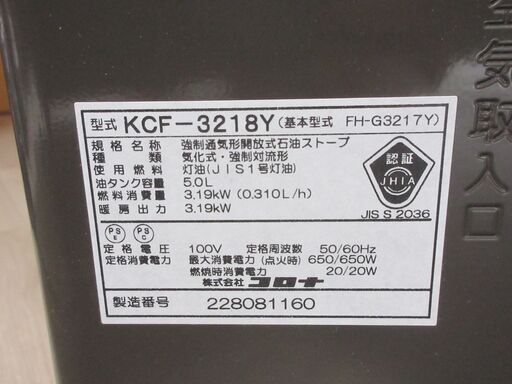 空気取入口
型式 KCF-3218Y(基本型式 FH-G3217Y)
規格名称 強制通気形開放式石油ストーブ
種類 気化式・強制対流形
使用燃料 灯油(JIS1号灯油)
油タンク容量 5.0L
燃料消費量 3.19kW (0.310L/h)
暖房出力 3.19kW
認証
JHIA
JIS S 2036
PS
E
PS
C
定格電圧 100V 定格周波数 50/60Hz
定格消費電力 最大消費電力(点火時) 650/650W
燃焼時消費電力 20/20W
株式会社 コロナ
製造番号 228081160